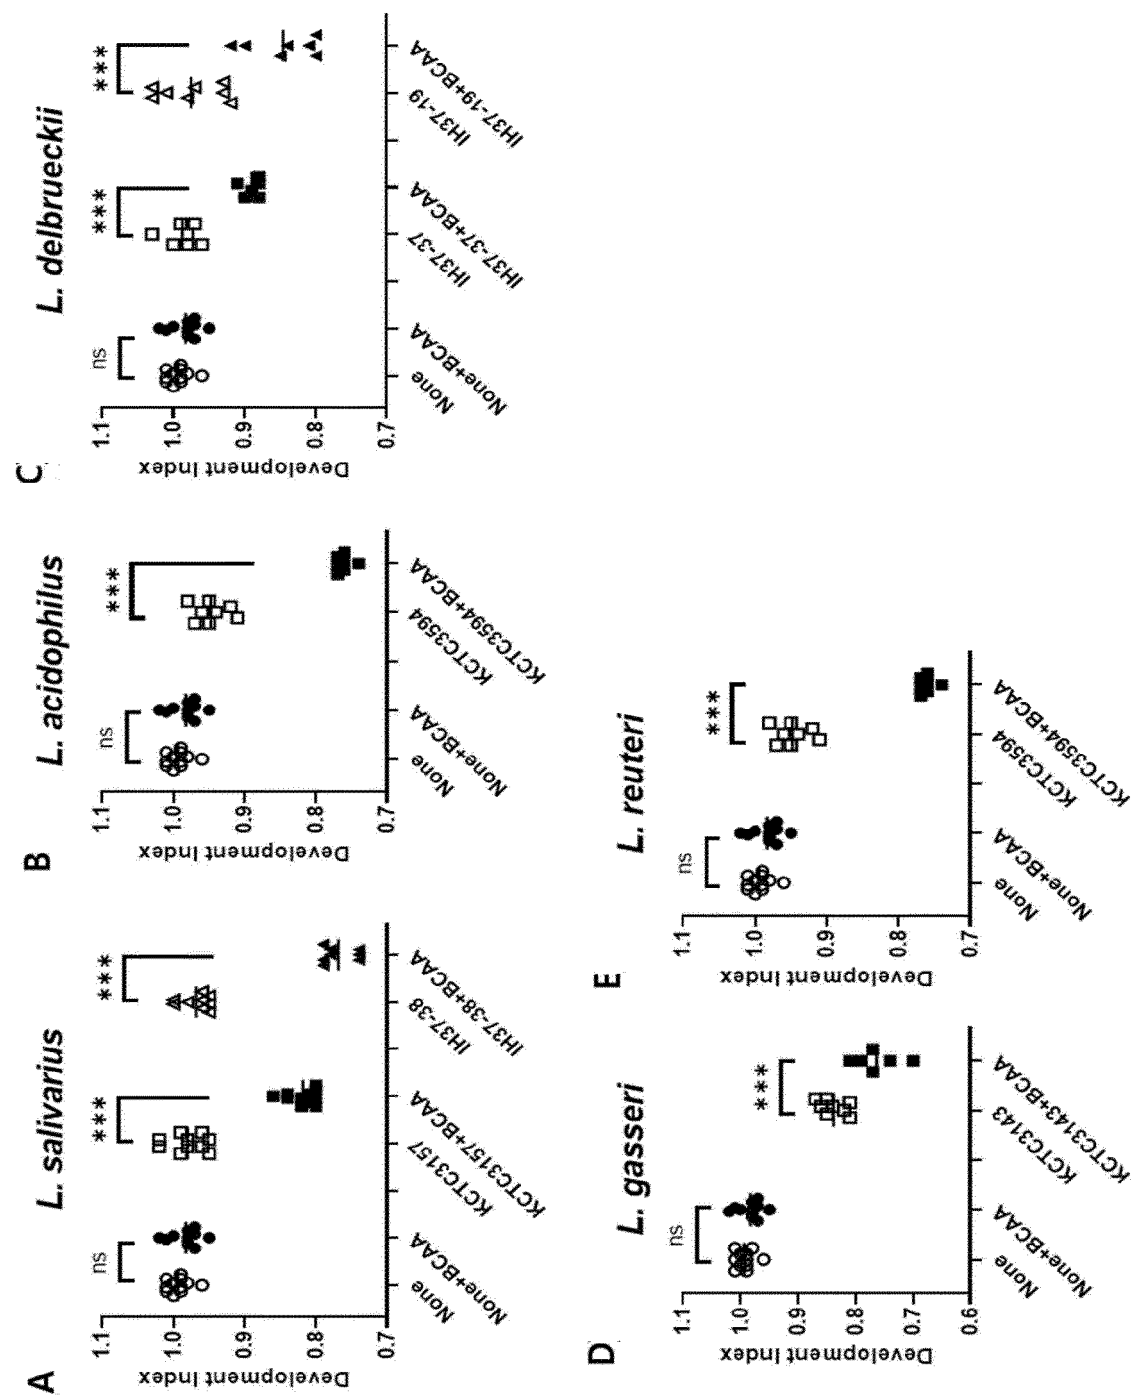 A
L. salivarius
ns
***
***
1.1
1.0
0.9
0.8
0.7
Development Index
None
None+BCAA
KCTC3157
KCTC3157+BCAA
IH37-38
IH37-38+BCAA
B
L. acidophilus
ns
***
1.1
1.0
0.9
0.8
0.7
Development Index
None
None+BCAA
KCTC3594
KCTC3594+BCAA
C
L. delbrueckii
ns
***
***
1.1
1.0
0.9
0.8
0.7
Development Index
None
None+BCAA
IH37-37
IH37-37+BCAA
IH37-19
IH37-19+BCAA
D
L. gasseri
ns
***
1.1
1.0
0.9
0.8
0.7
0.6
Development Index
None
None+BCAA
KCTC3143
KCTC3143+BCAA
E
L. reuteri
ns
***
1.1
1.0
0.9
0.8
0.7
Development Index
None
None+BCAA
KCTC3594
KCTC3594+BCAA